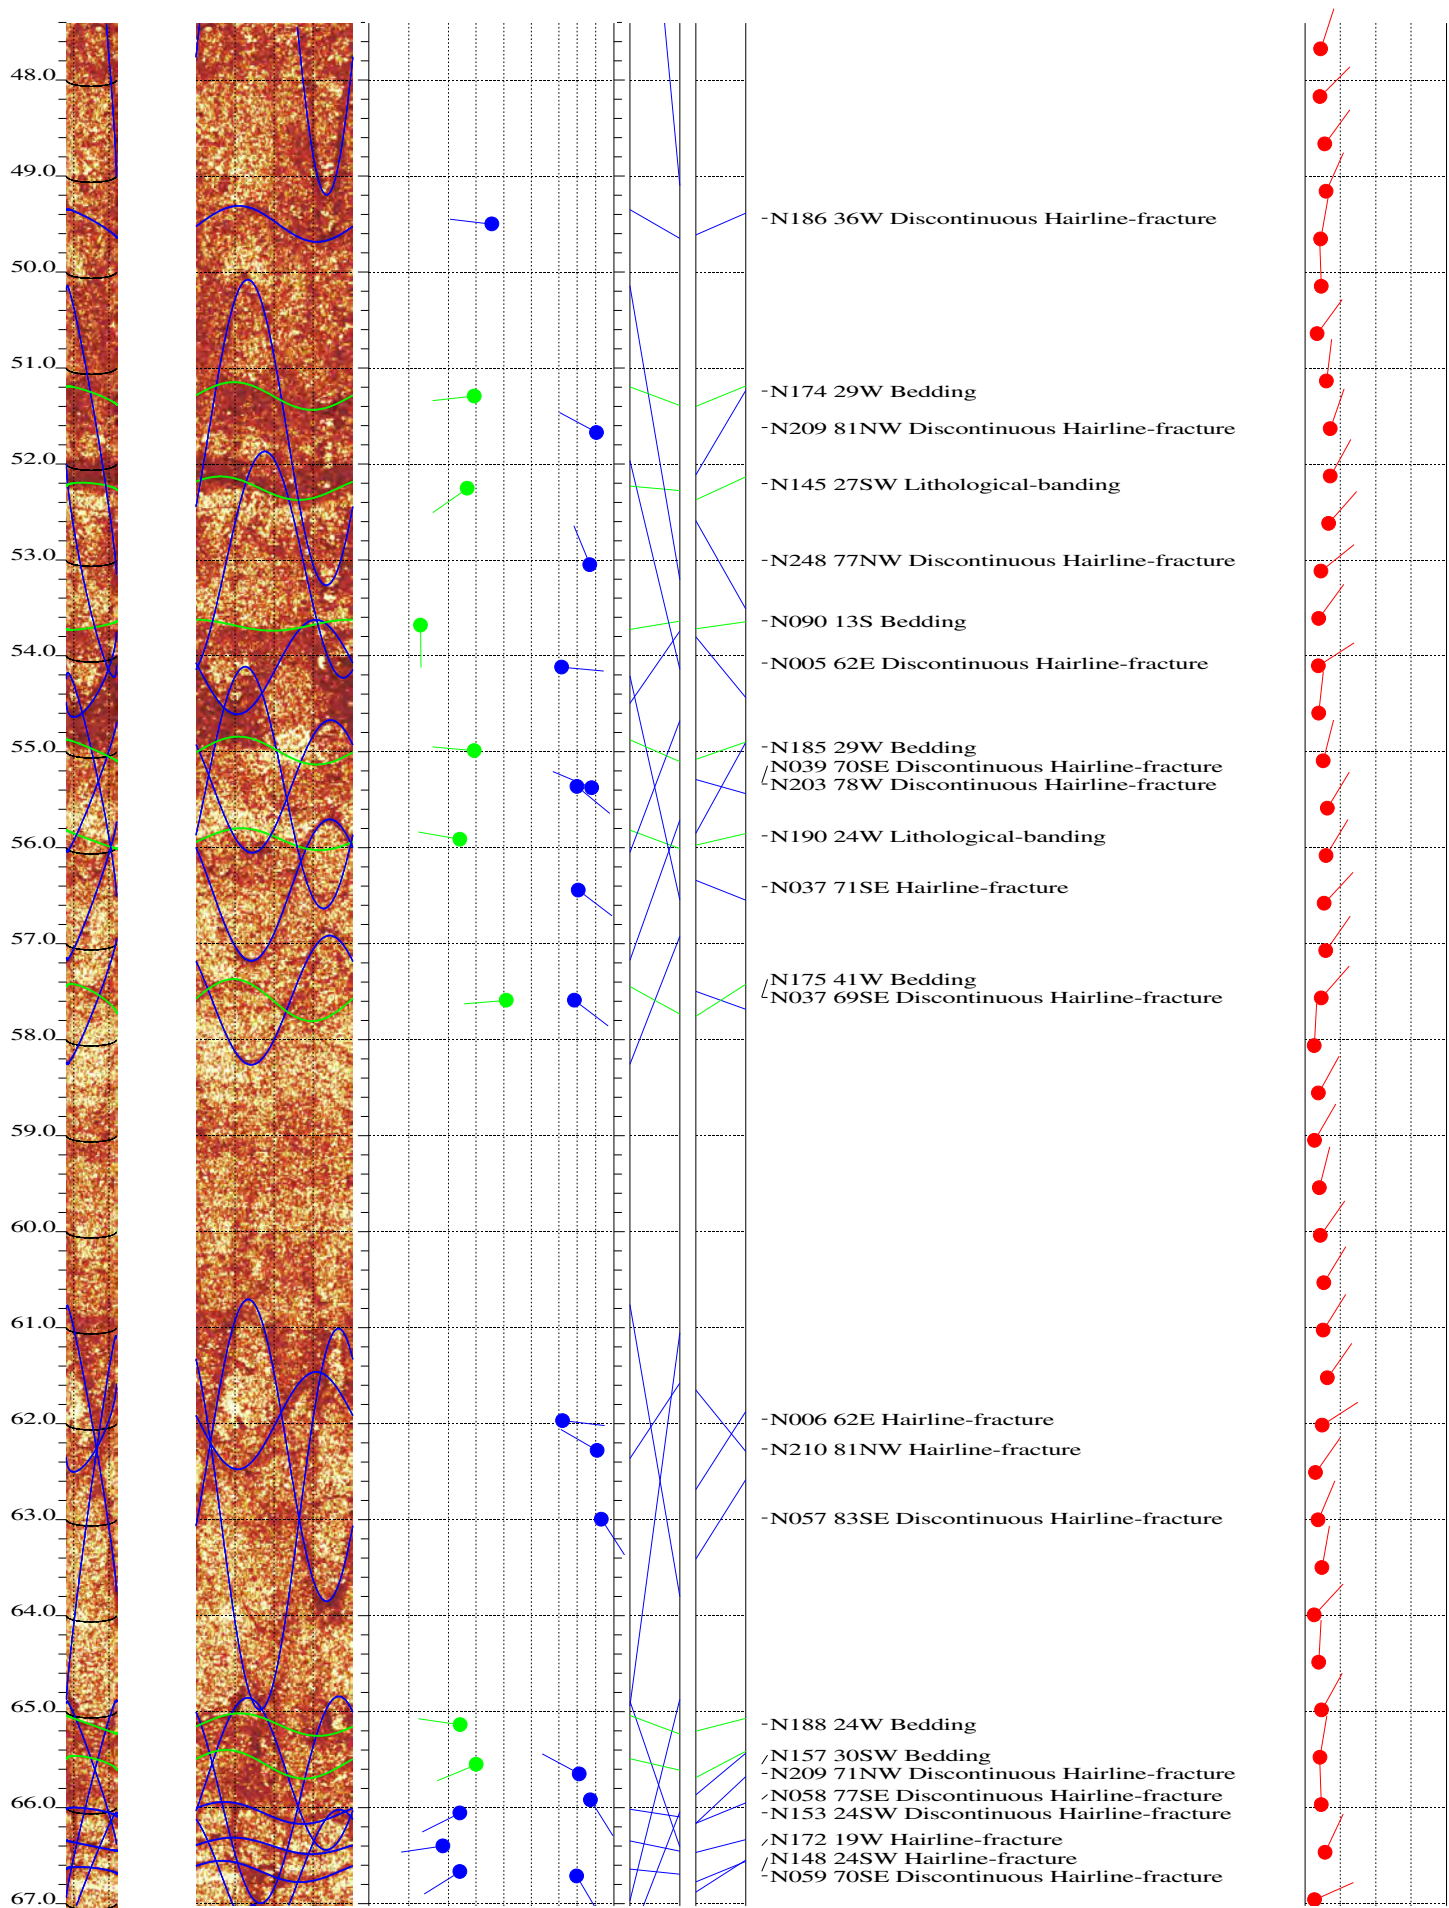 48.0
49.0
-N186 36W Discontinuous Hairline-fracture
50.0
51.0
-N174 29W Bedding
-N209 81NW Discontinuous Hairline-fracture
52.0
-N145 27SW Lithological-banding
53.0
-N248 77NW Discontinuous Hairline-fracture
-N090 13S Bedding
54.0
-N005 62E Discontinuous Hairline-fracture
55.0
-N185 29W Bedding
N039 70SE Discontinuous Hairline-fracture
N203 78W Discontinuous Hairline-fracture
56.0
-N190 24W Lithological-banding
-N037 71SE Hairline-fracture
57.0
N175 41W Bedding
N037 69SE Discontinuous Hairline-fracture
58.0
59.0
60.0
61.0
62.0
-N006 62E Hairline-fracture
-N210 81NW Hairline-fracture
63.0
-N057 83SE Discontinuous Hairline-fracture
64.0
65.0
-N188 24W Bedding
N157 30SW Bedding
-N209 71NW Discontinuous Hairline-fracture
N058 77SE Discontinuous Hairline-fracture
66.0
-N153 24SW Discontinuous Hairline-fracture
N172 19W Hairline-fracture
N148 24SW Hairline-fracture
-N059 70SE Discontinuous Hairline-fracture
67.0